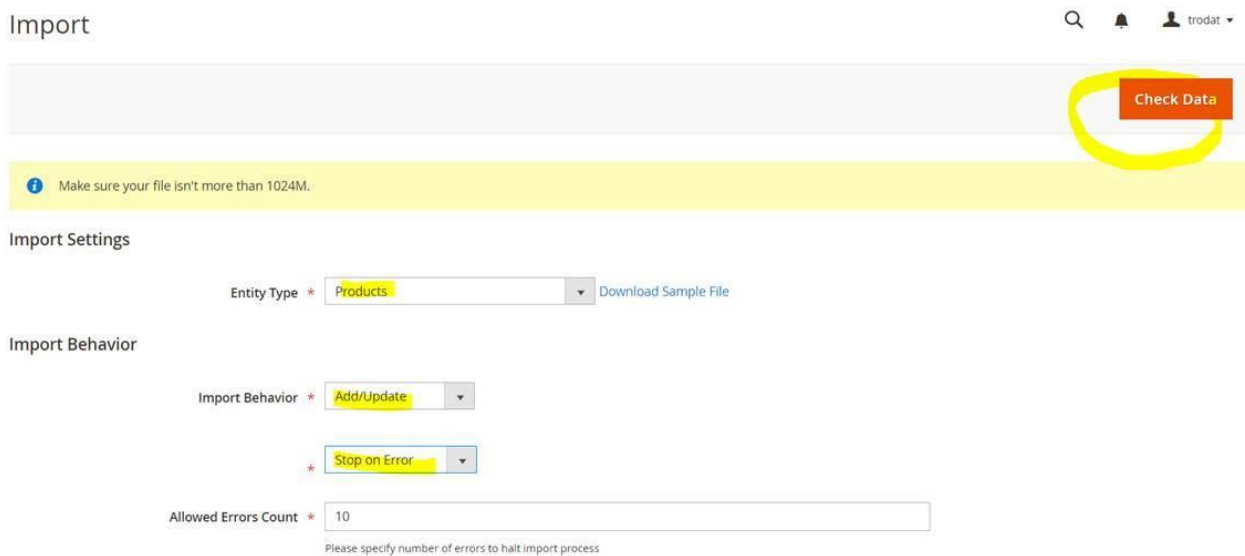 Import
trodat
Check Data
Make sure your file isn't more than 1024M.
Import Settings
Entity Type * Products Download Sample File
Import Behavior
Import Behavior * Add/Update
* Stop on Error
Allowed Errors Count * 10
Please specify number of errors to halt import process